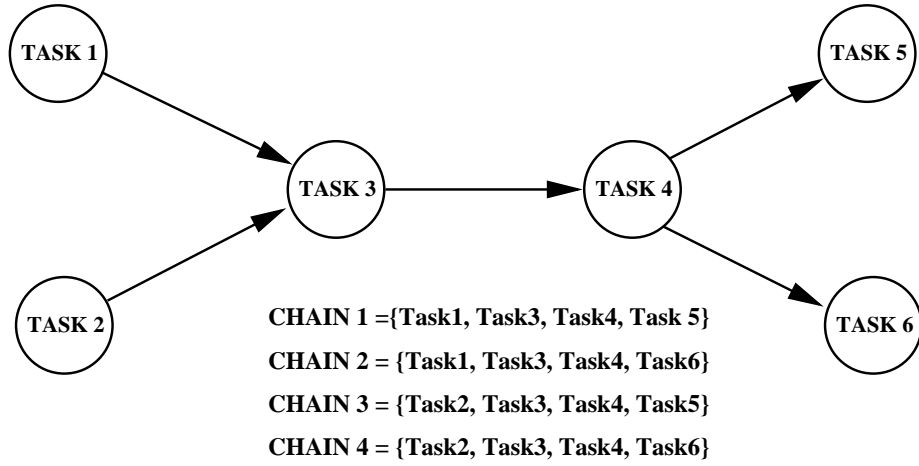 TASK 1
TASK 5
TASK 3
TASK 4
TASK 2
TASK 6
CHAIN 1 ={Task1, Task3, Task4, Task 5}
CHAIN 2 = {Task1, Task3, Task4, Task6}
CHAIN 3 = {Task2, Task3, Task4, Task5}
CHAIN 4 = {Task2, Task3, Task4, Task6}